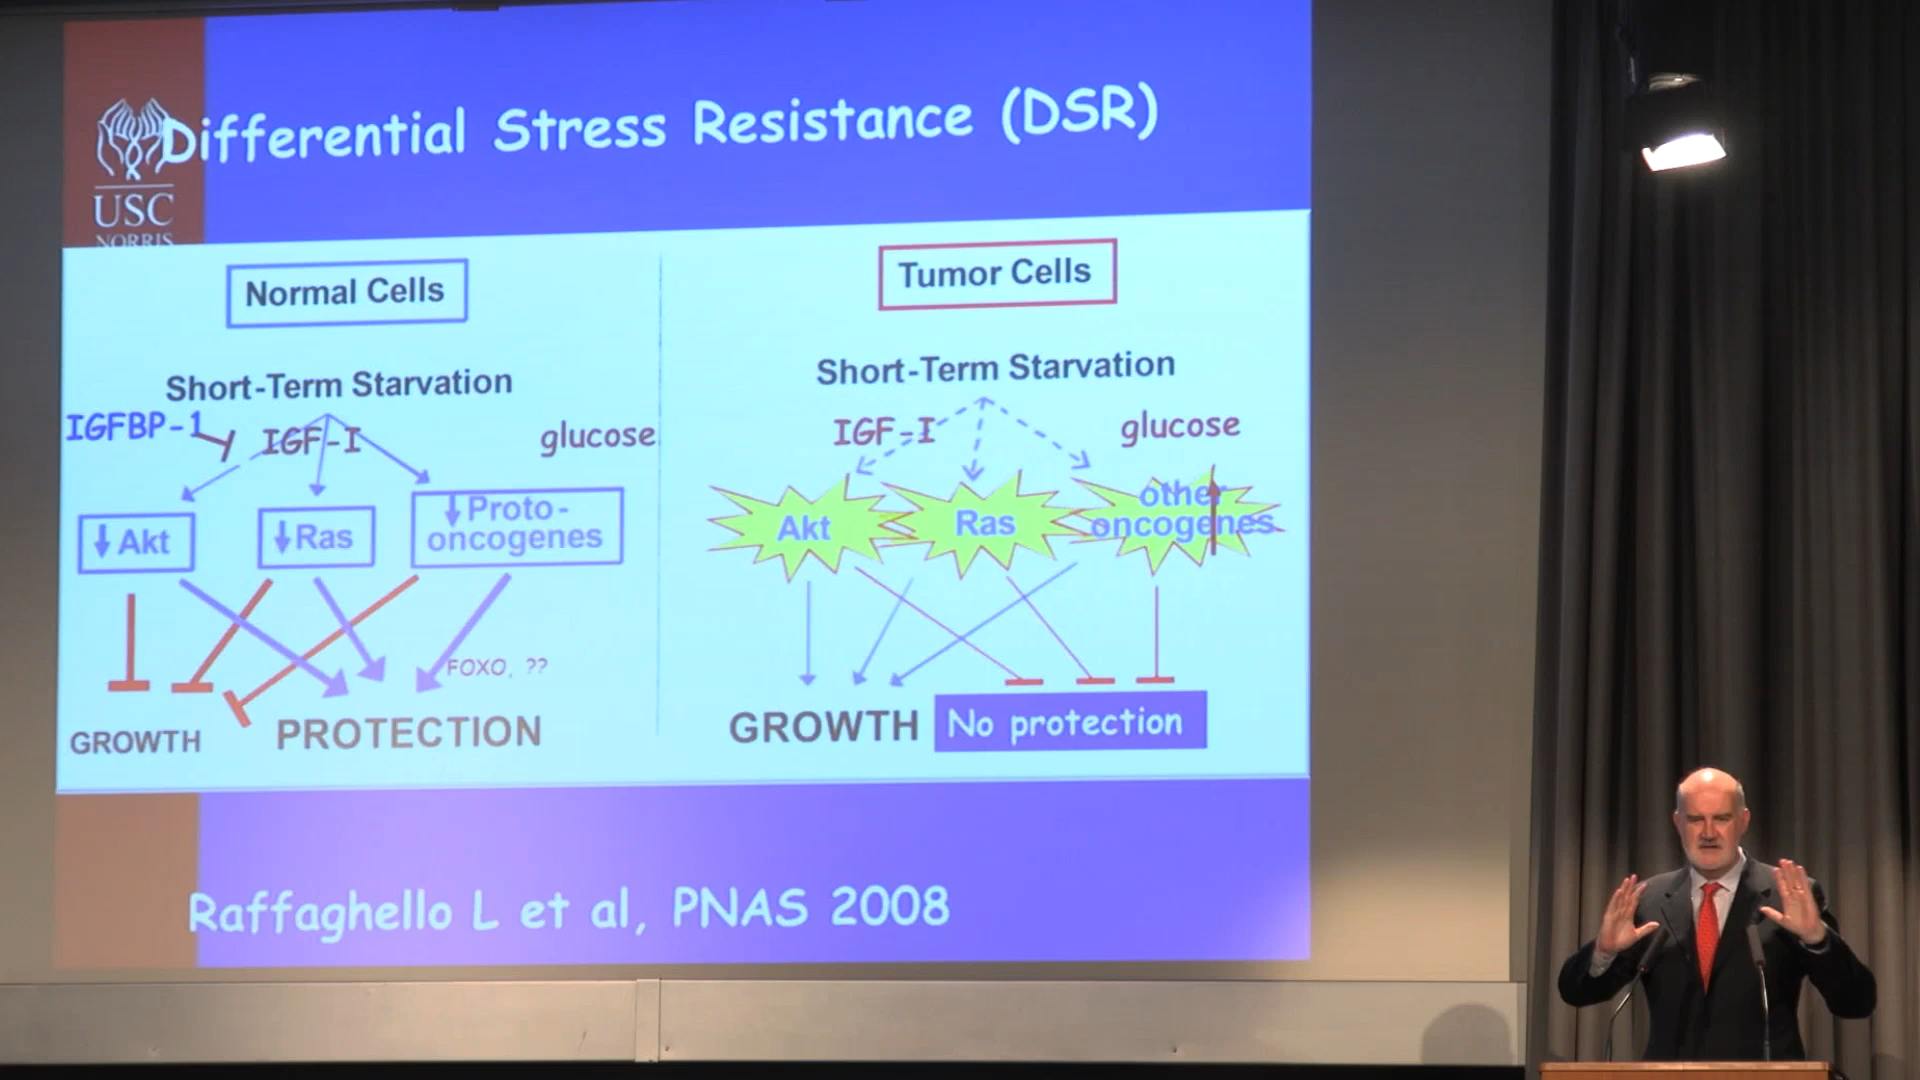 Differential Stress Resistance (DSR)
USC
NORRIS
Normal Cells
Short-Term Starvation
IGFBP-1
IGF-I
glucose
↓Akt
↓Ras
↓Proto-
oncogenes
FOXO, ??
GROWTH
PROTECTION
Tumor Cells
Short-Term Starvation
IGF-I
glucose
Akt
Ras
other
oncogenes
GROWTH
No protection
Raffaghello L et al, PNAS 2008